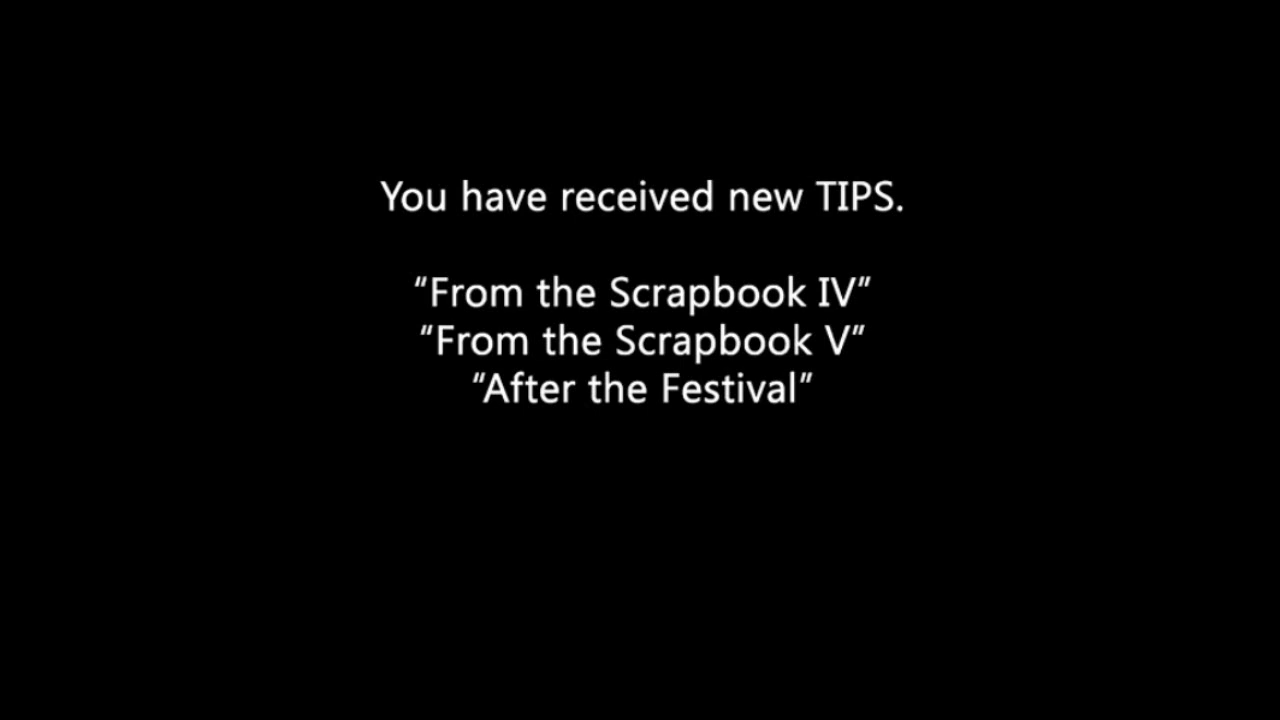 You have received new TIPS.
“From the Scrapbook IV”
“From the Scrapbook V”
“After the Festival”